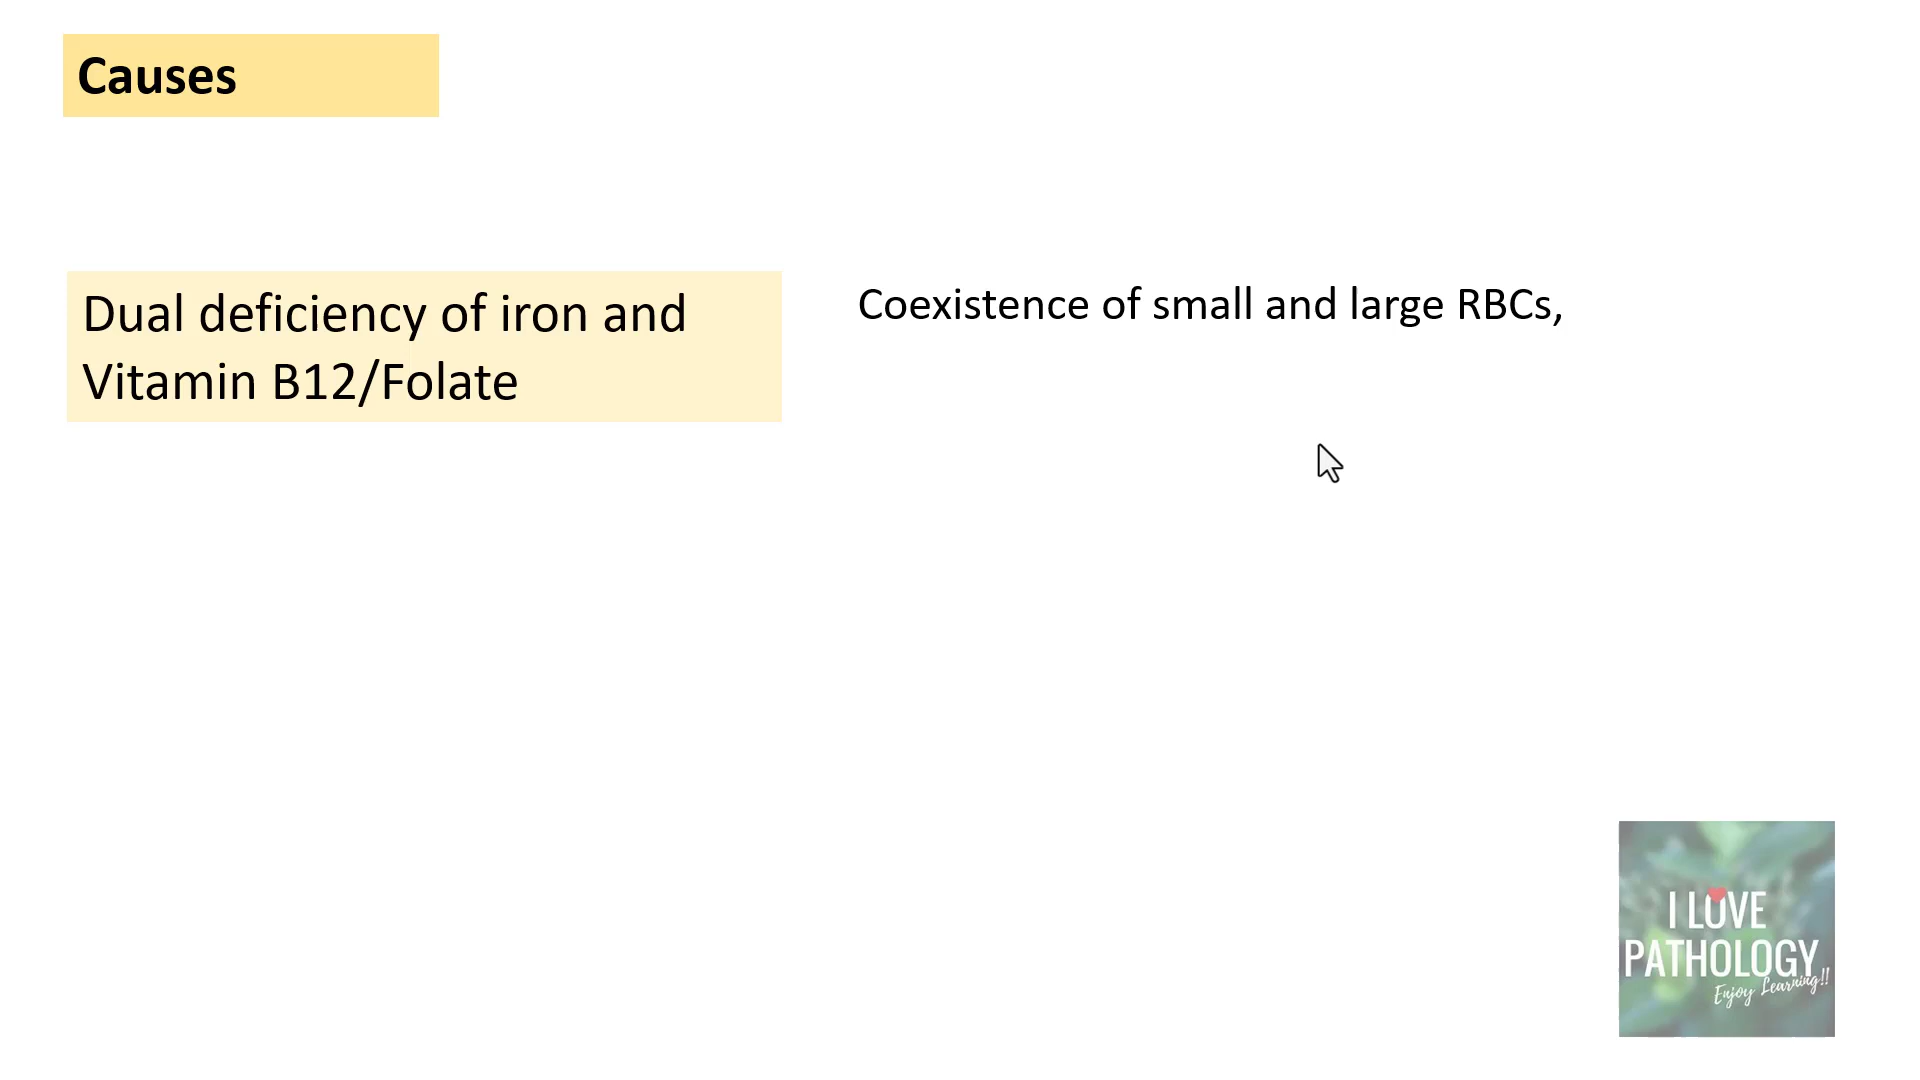 Causes
Dual deficiency of iron and
Vitamin B12/Folate
Coexistence of small and large RBCs,
I LOVE
PATHOLOGY
Enjoy Learning!!